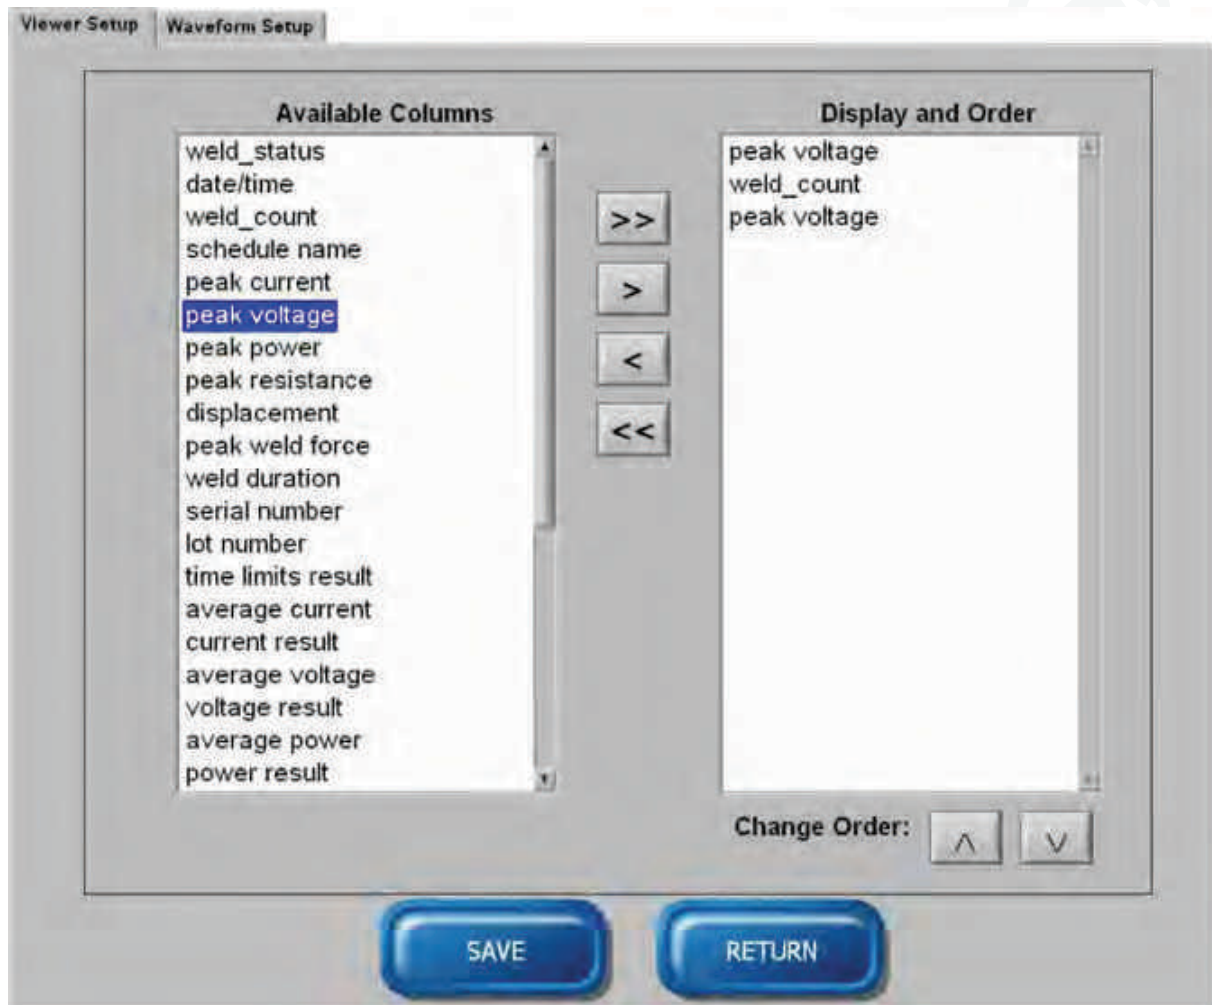 Viewer Setup
Waveform Setup
Available Columns
weld_status
date/time
weld_count
schedule name
peak current
peak voltage
peak power
peak resistance
displacement
peak weld force
weld duration
serial number
lot number
time limits result
average current
current result
average voltage
voltage result
average power
power result
>>
>
<
<<
Display and Order
peak voltage
weld_count
peak voltage
Change Order:
^
v
SAVE
RETURN